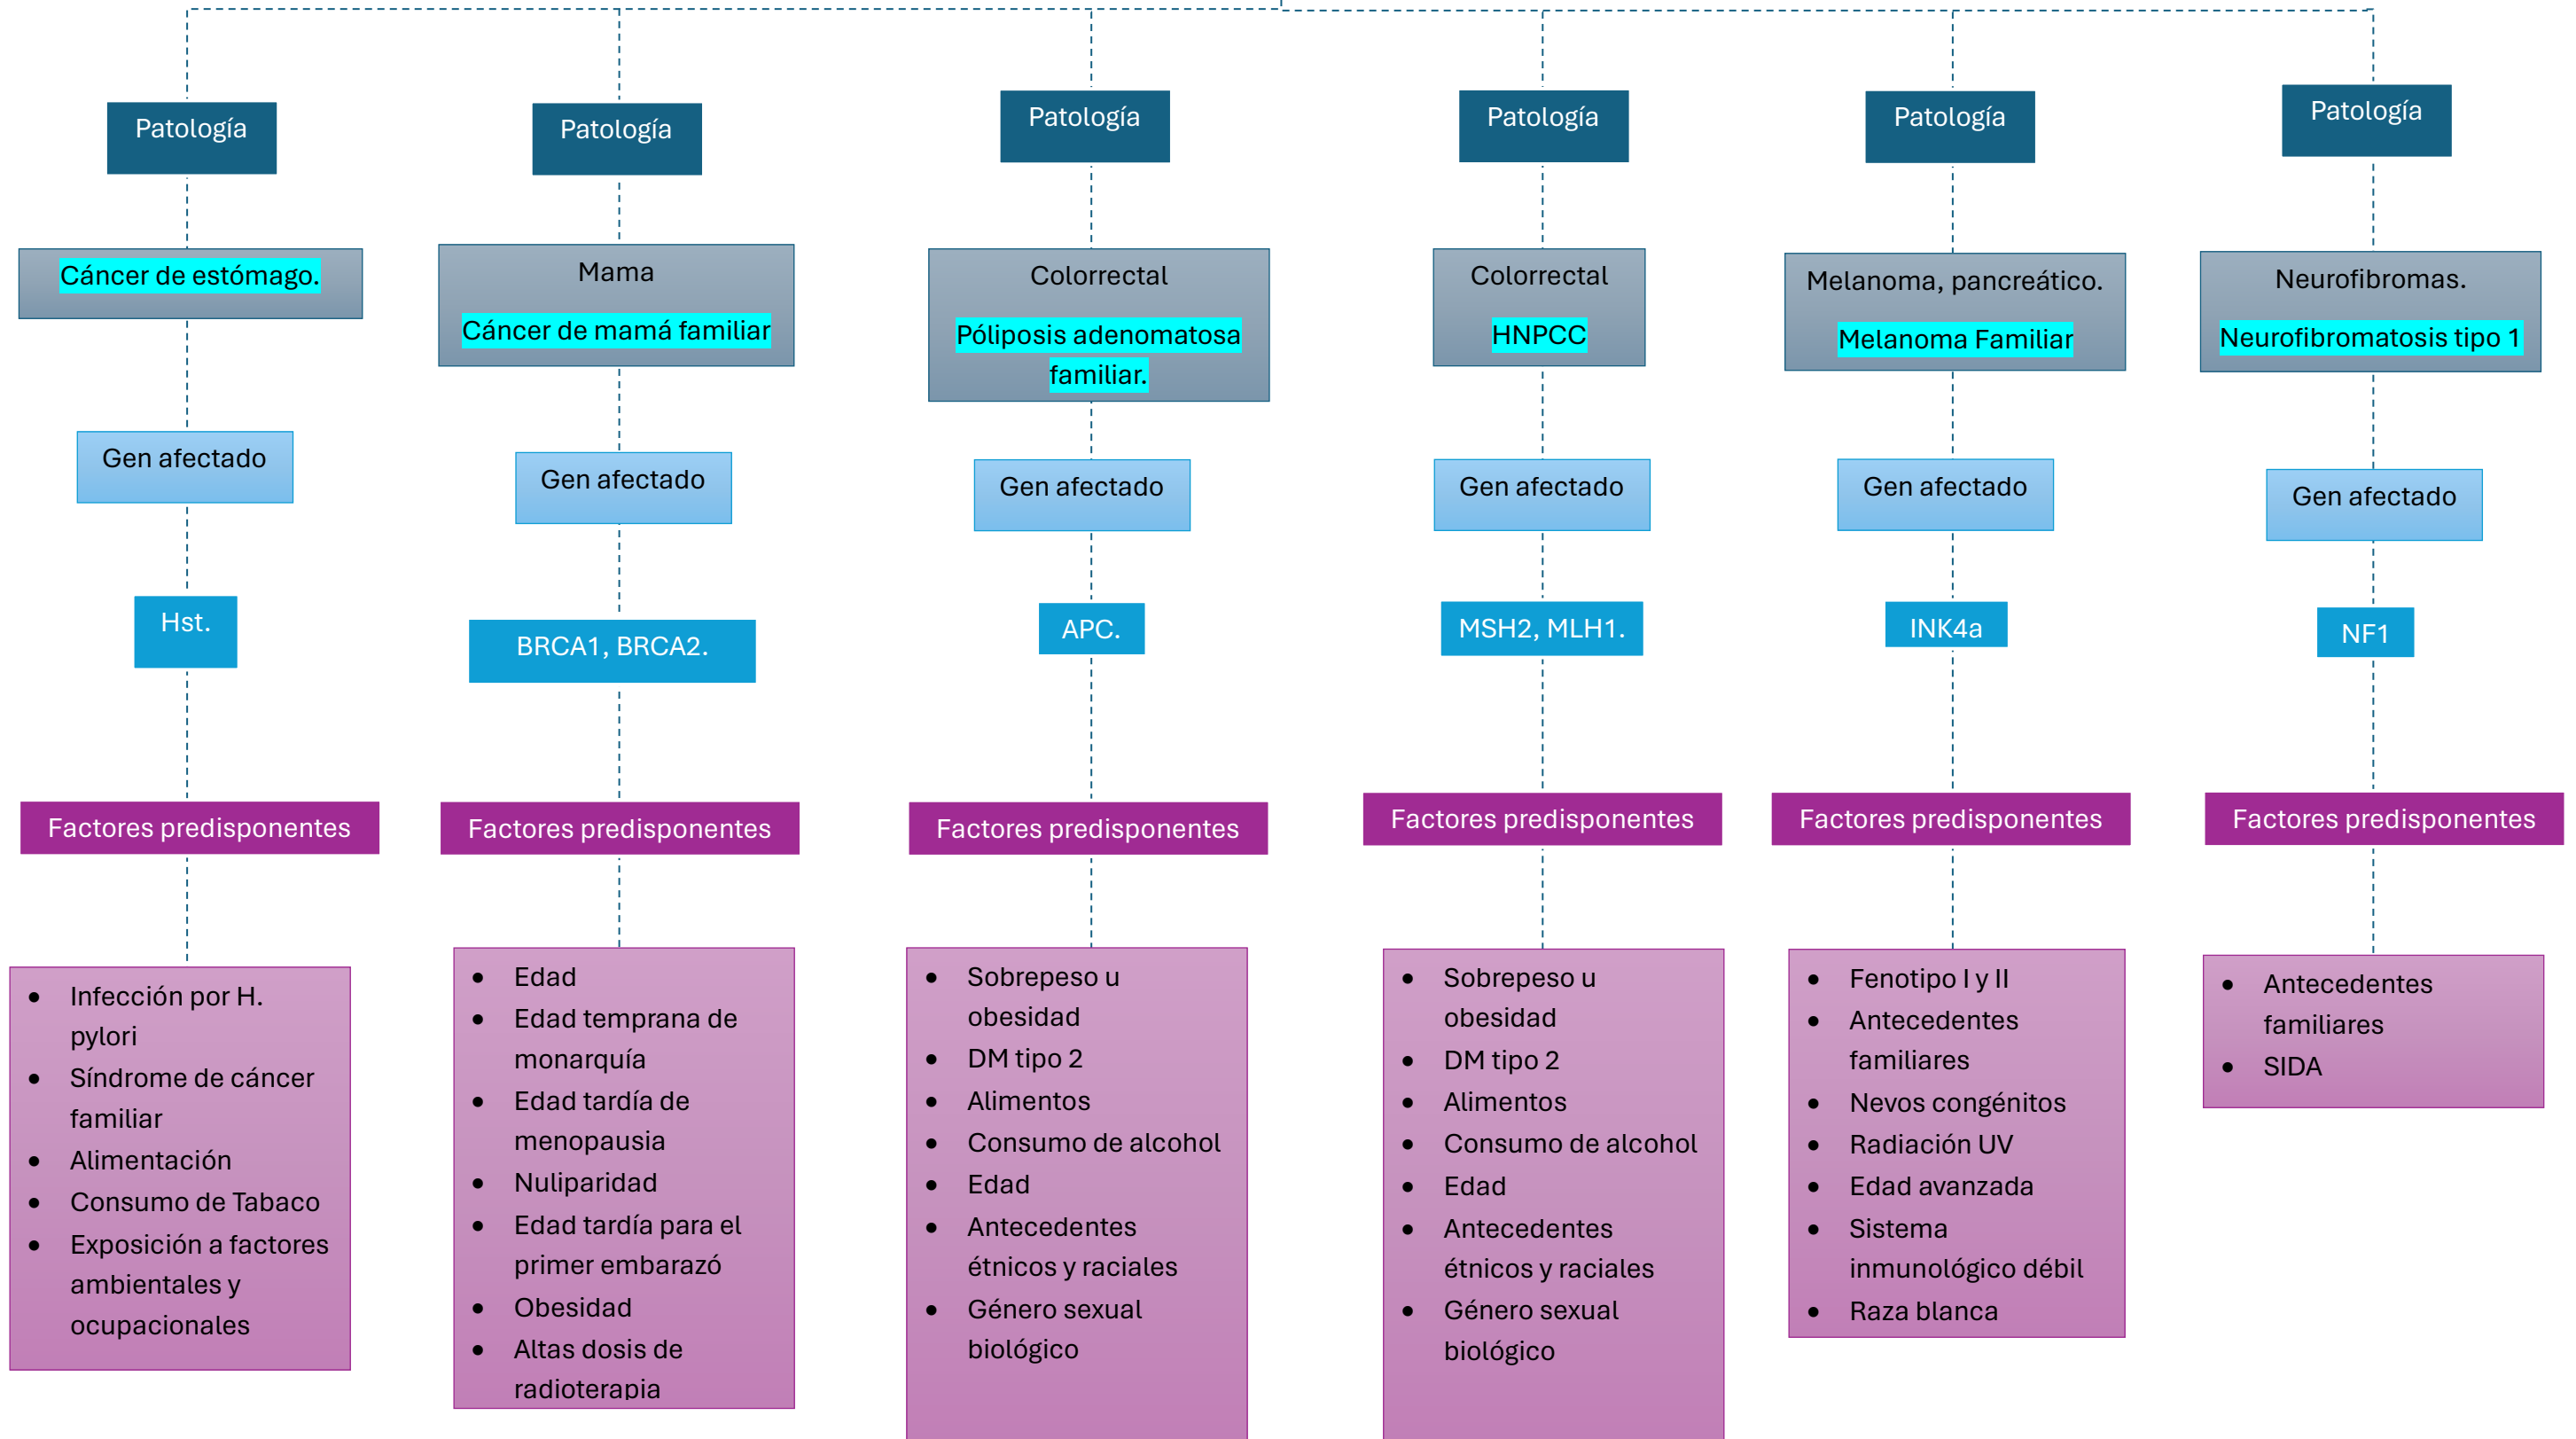 Patología
Cáncer de estómago.
Gen afectado
Hst.
Factores predisponentes
• Infección por H.
pylori
• Síndrome de cáncer
familiar
• Alimentación
• Consumo de Tabaco
• Exposición a factores
ambientales y
ocupacionales
Patología
Mama
Cáncer de mamá familiar
Gen afectado
BRCA1, BRCA2.
Factores predisponentes
• Edad
• Edad temprana de
monarquía
• Edad tardía de
menopausia
• Nuliparidad
• Edad tardía para el
primer embarazó
• Obesidad
• Altas dosis de
radioterapia
Patología
Colorrectal
Póliposis adenomatosa
familiar.
Gen afectado
APC.
Factores predisponentes
• Sobrepeso u
obesidad
• DM tipo 2
• Alimentos
• Consumo de alcohol
• Edad
• Antecedentes
étnicos y raciales
• Género sexual
biológico
Patología
Colorrectal
HNPCC
Gen afectado
MSH2, MLH1.
Factores predisponentes
• Sobrepeso u
obesidad
• DM tipo 2
• Alimentos
• Consumo de alcohol
• Edad
• Antecedentes
étnicos y raciales
• Género sexual
biológico
Patología
Melanoma, pancreático.
Melanoma Familiar
Gen afectado
INK4a
Factores predisponentes
• Fenotipo I y II
• Antecedentes
familiares
• Nevos congénitos
• Radiación UV
• Edad avanzada
• Sistema
inmunológico débil
• Raza blanca
Patología
Neurofibromas.
Neurofibromatosis tipo 1
Gen afectado
NF1
Factores predisponentes
• Antecedentes
familiares
• SIDA